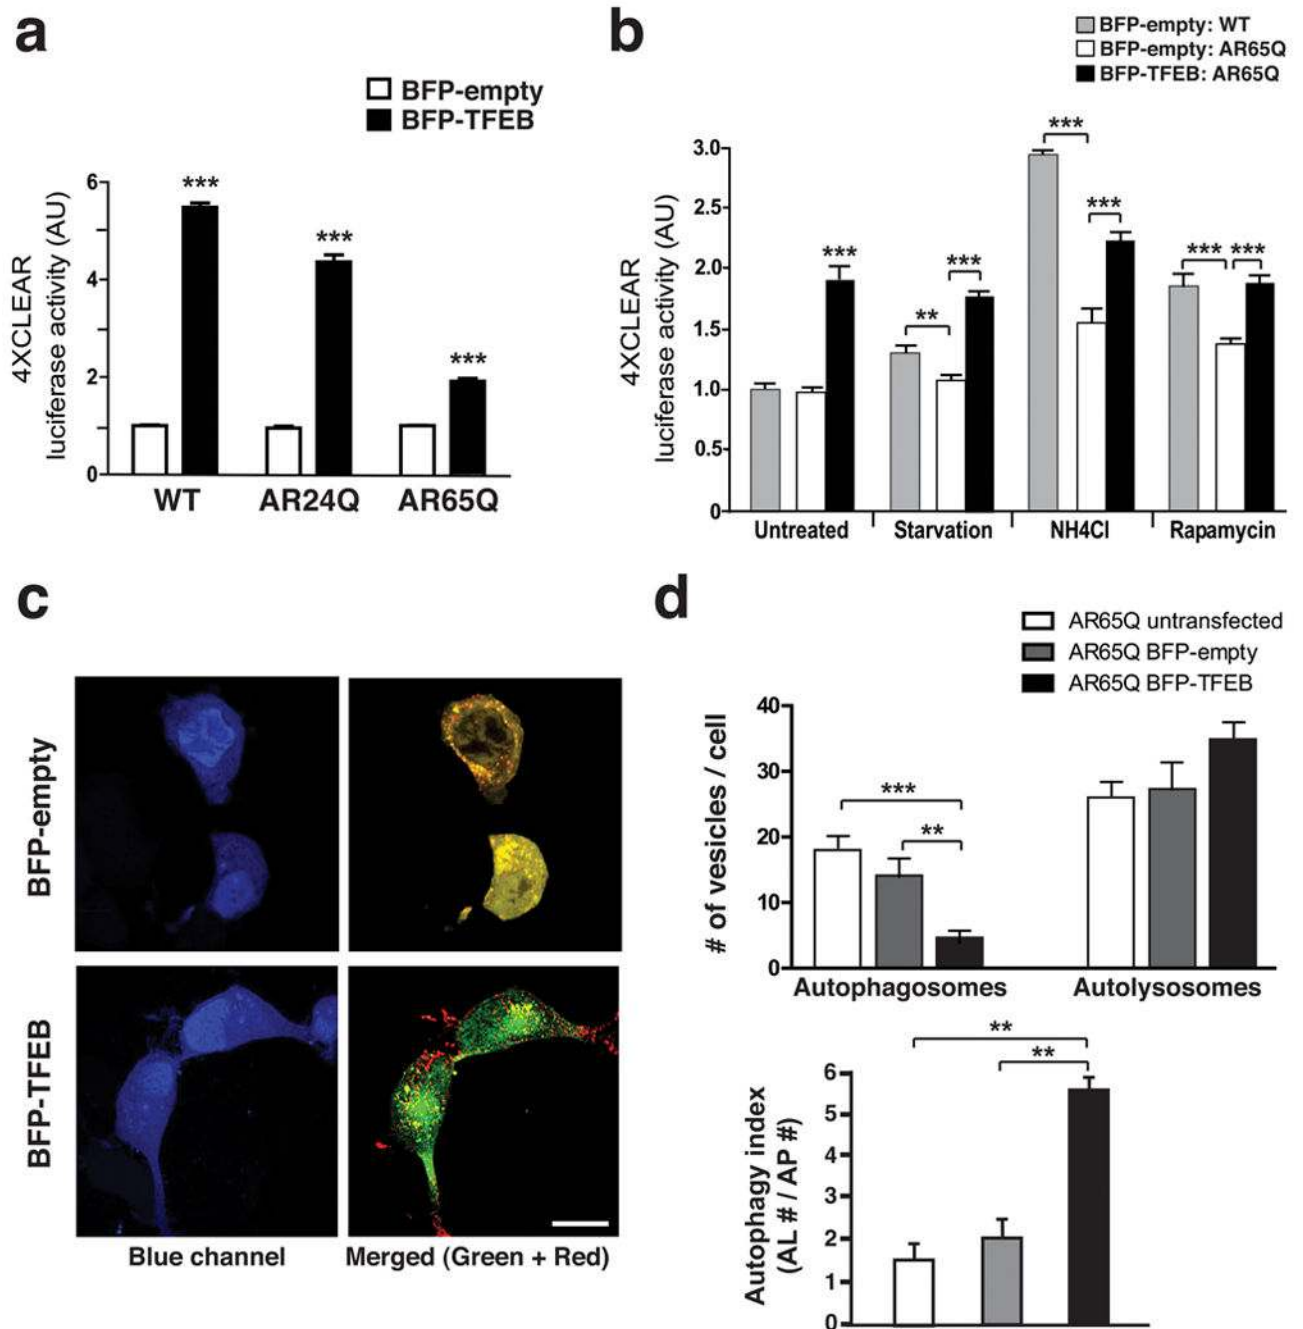 a
BFP-empty
BFP-TFEB
4XCLEAR
luciferase activity (AU)
6
4
2
0
***
***
***
WT
AR24Q
AR65Q
b
BFP-empty: WT
BFP-empty: AR65Q
BFP-TFEB: AR65Q
4XCLEAR
luciferase activity (AU)
3.0
2.5
2.0
1.5
1.0
0.5
0
***
**
***
***
***
***
***
Untreated
Starvation
NH4Cl
Rapamycin
c
BFP-empty
BFP-TFEB
Blue channel
Merged (Green + Red)
d
AR65Q untransfected
AR65Q BFP-empty
AR65Q BFP-TFEB
# of vesicles / cell
40
30
20
10
0
***
**
Autophagosomes
Autolysosomes
Autophagy index
(AL # / AP #)
6
5
4
3
2
1
0
**
**